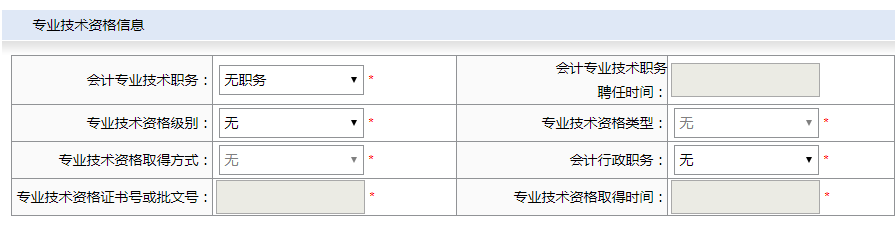 专业技术资格信息
会计专业技术职务： 无职务 *
会计专业技术职务
聘任时间：
专业技术资格级别： 无 *
专业技术资格类型： 无 *
专业技术资格取得方式： 无 *
会计行政职务： 无 *
专业技术资格证书号或批文号： *
专业技术资格取得时间： *